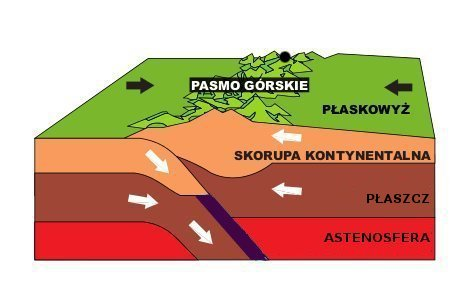 PASMO GÓRSKIE
PŁASKOWYŻ
SKORUPA KONTYNENTALNA
PŁASZCZ
ASTENOSFERA